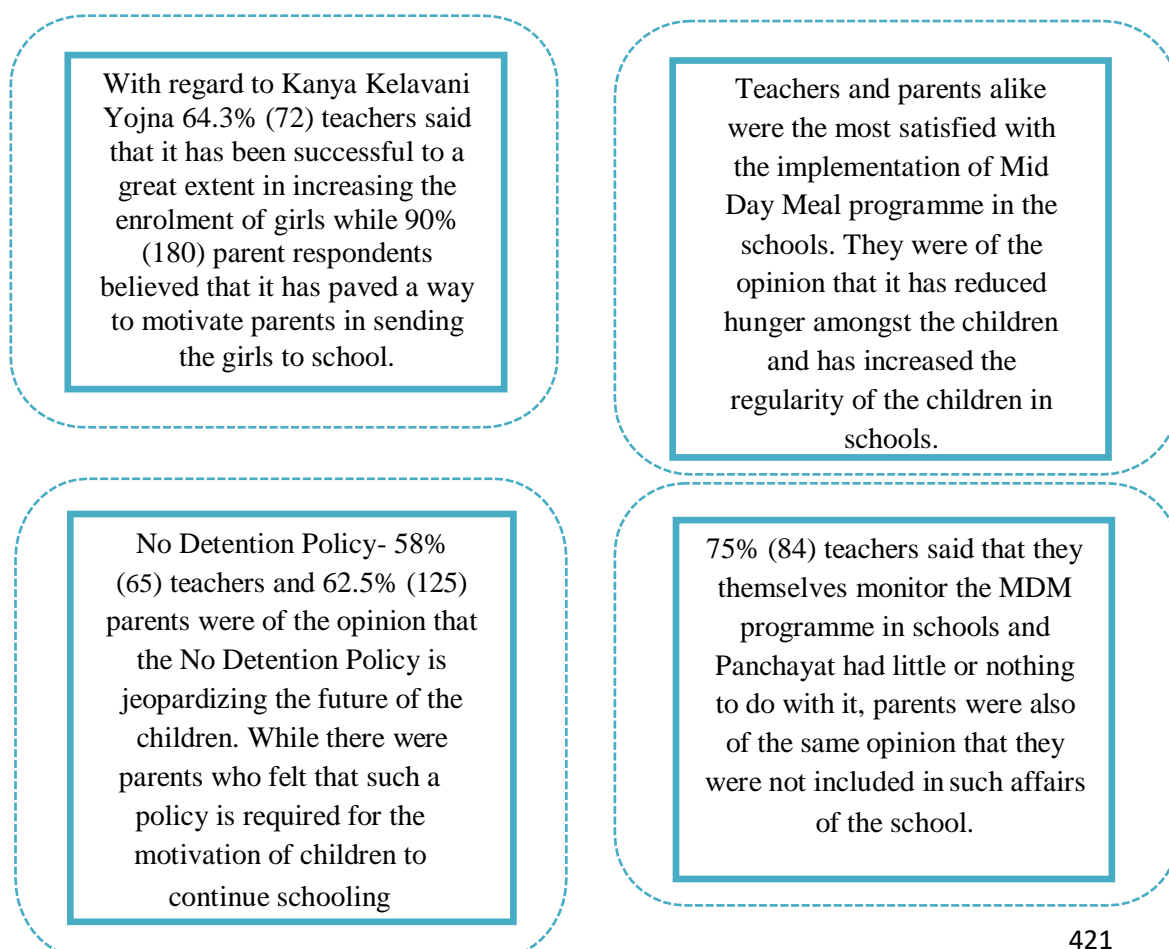 With regard to Kanya Kelavani
Yojna 64.3% (72) teachers said
that it has been successful to a
great extent in increasing the
enrolment of girls while 90%
(180) parent respondents
believed that it has paved a way
to motivate parents in sending
the girls to school.
Teachers and parents alike
were the most satisfied with
the implementation of Mid
Day Meal programme in the
schools. They were of the
opinion that it has reduced
hunger amongst the children
and has increased the
regularity of the children in
schools.
No Detention Policy- 58%
(65) teachers and 62.5% (125)
parents were of the opinion that
the No Detention Policy is
jeopardizing the future of the
children. While there were
parents who felt that such a
policy is required for the
motivation of children to
continue schooling
75% (84) teachers said that they
themselves monitor the MDM
programme in schools and
Panchayat had little or nothing
to do with it, parents were also
of the same opinion that they
were not included in such affairs
of the school.
421